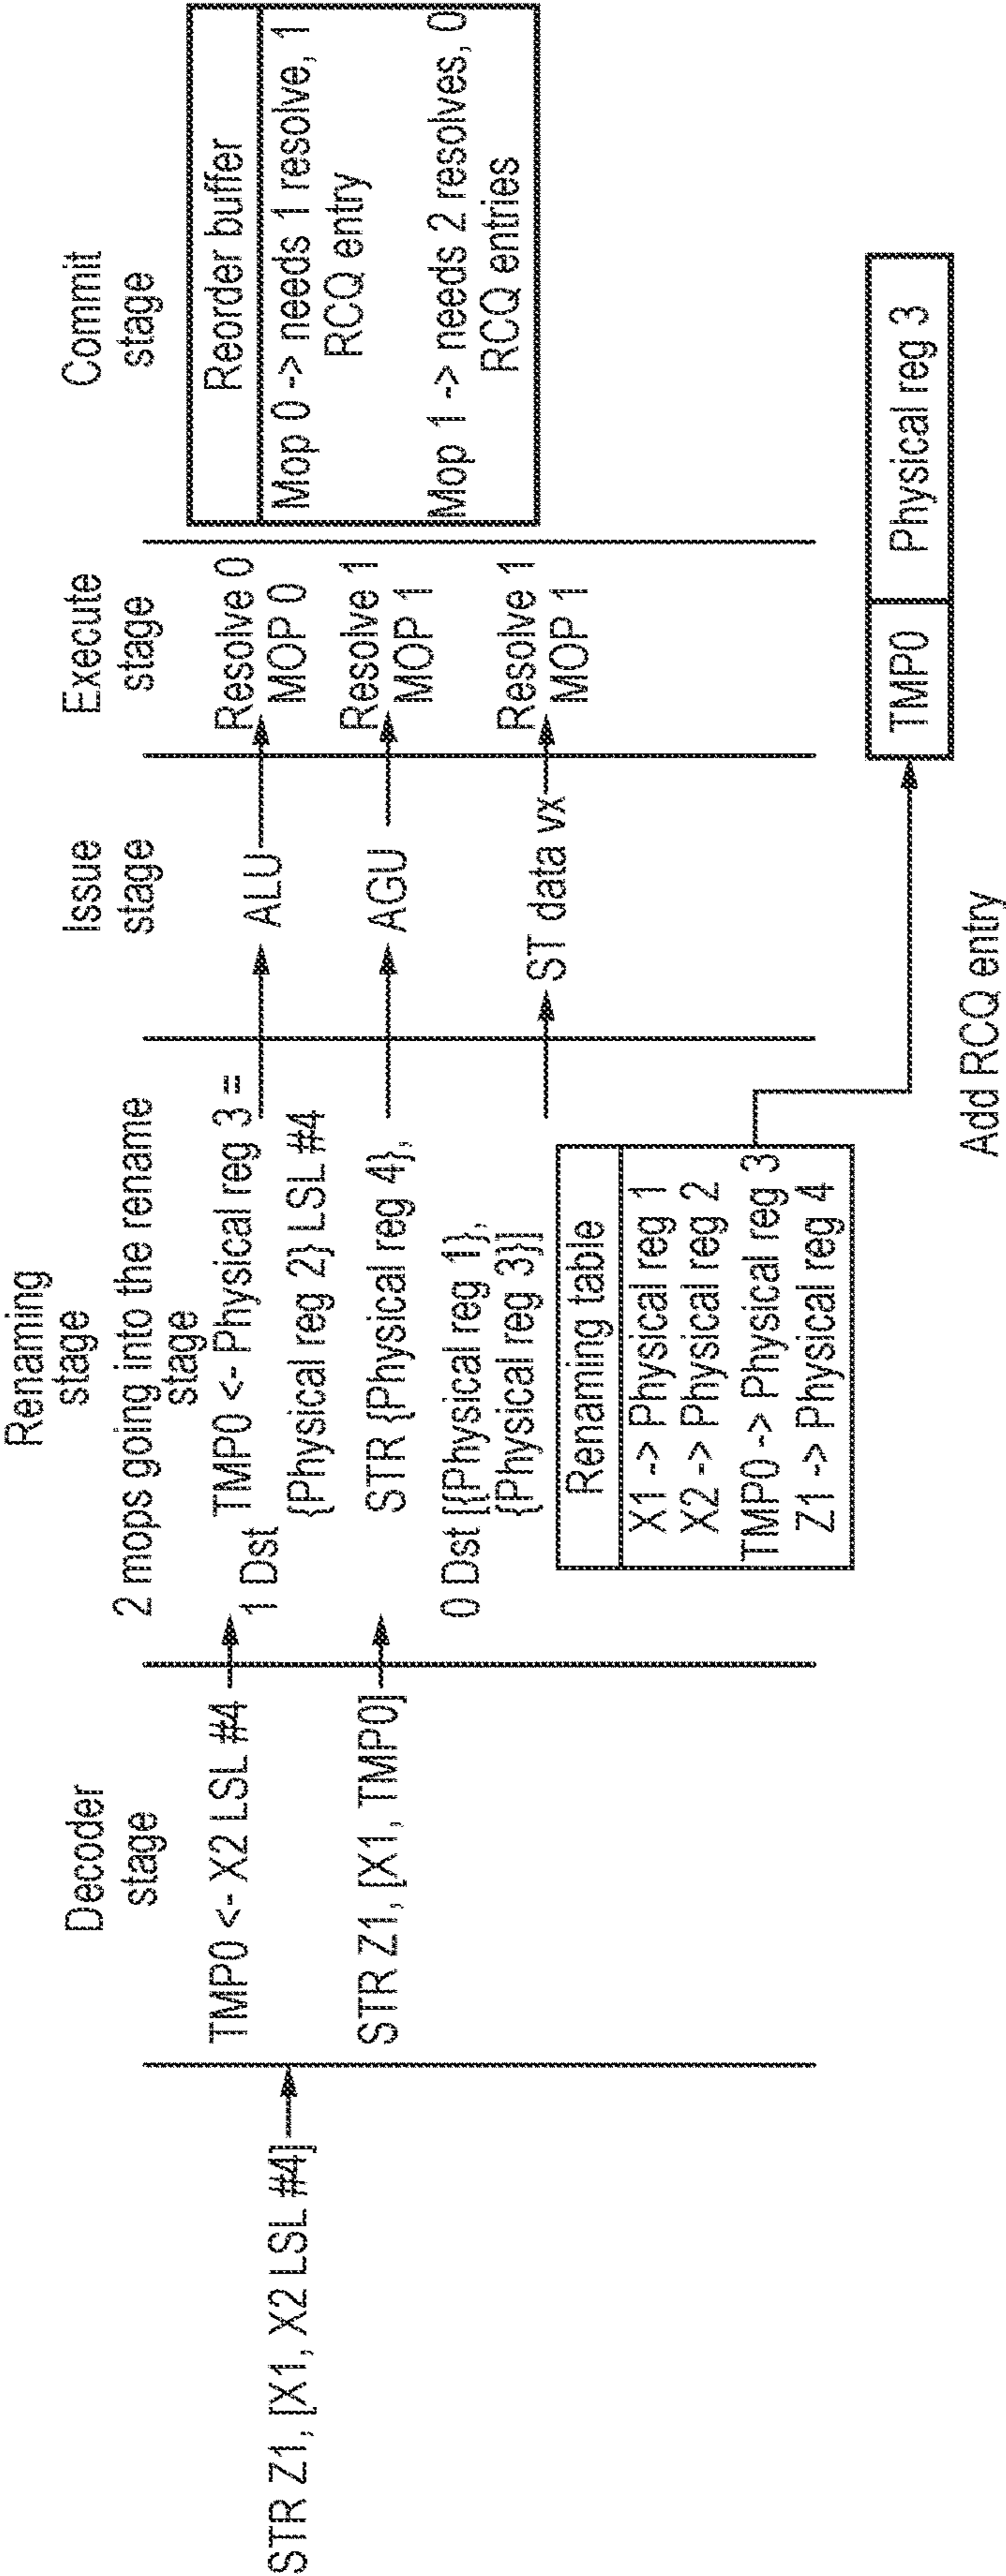 STR Z1, [X1, X2 LSL #4]
Decoder
stage
TMP0 <- X2 LSL #4
STR Z1, [X1, TMP0]
Renaming
stage
2 mops going into the rename
stage
TMP0 <- Physical reg 3 =
1 Dst
{Physical reg 2} LSL #4
STR {Physical reg 4},
0 Dst [{Physical reg 1},
{Physical reg 3}]
Renaming table
X1 -> Physical reg 1
X2 -> Physical reg 2
TMP0 -> Physical reg 3
Z1 -> Physical reg 4
Issue
stage
ALU
AGU
ST data vx
Execute
stage
Resolve 0
MOP 0
Resolve 1
MOP 1
Resolve 1
MOP 1
Commit
stage
Reorder buffer
Mop 0 -> needs 1 resolve, 1
RCQ entry
Mop 1 -> needs 2 resolves, 0
RCQ entries
TMP0
Physical reg 3
Add RCQ entry